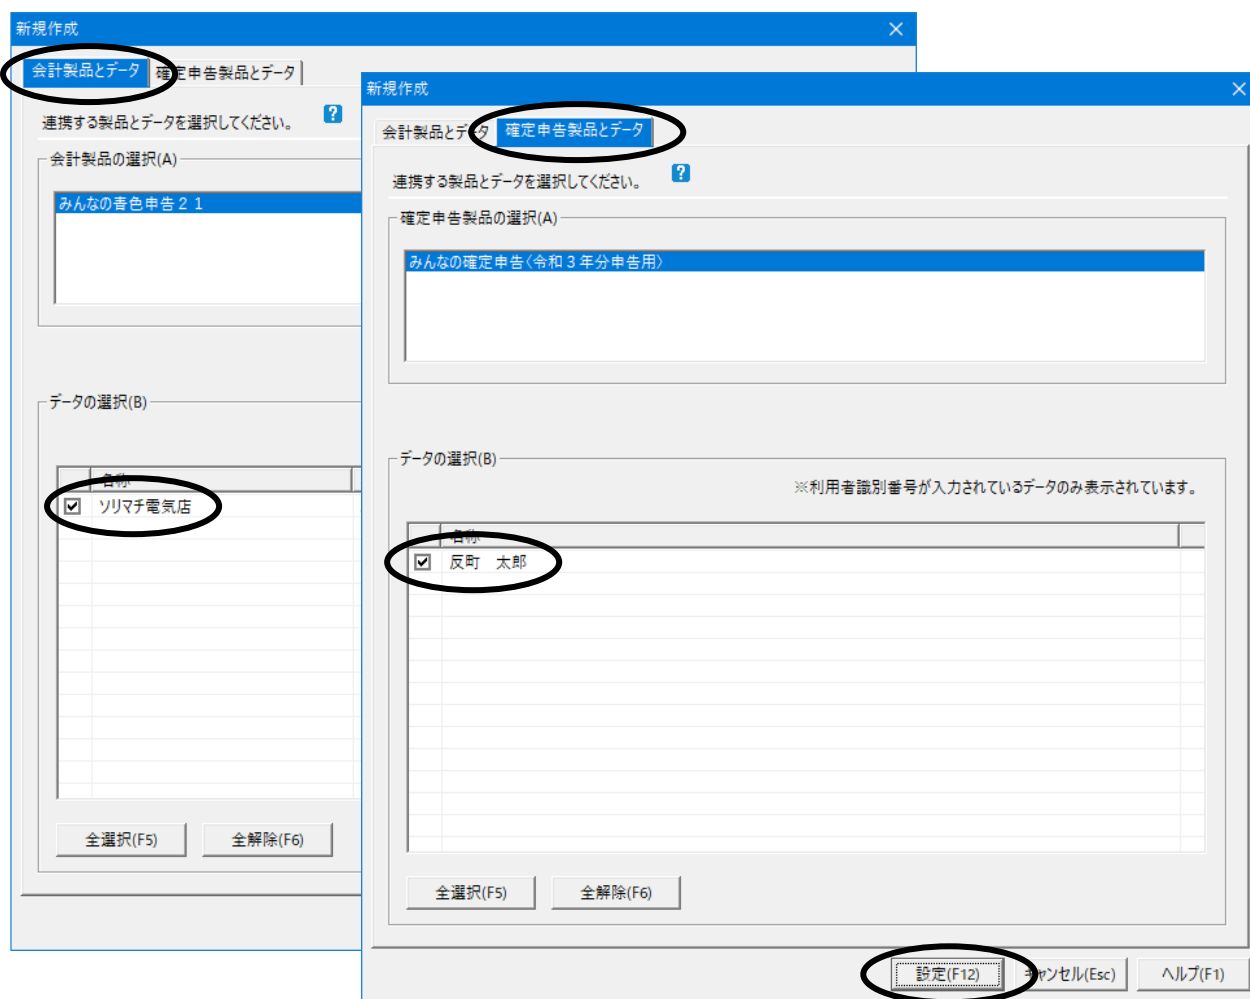 新規作成
会計製品とデータ
確定申告製品とデータ
連携する製品とデータを選択してください。
?
会計製品の選択(A)
みんなの青色申告２１
データの選択(B)
名称
ソリマチ電気店
全選択(F5)
全解除(F6)
新規作成
会計製品とデータ
確定申告製品とデータ
連携する製品とデータを選択してください。
?
確定申告製品の選択(A)
みんなの確定申告〈令和３年分申告用〉
データの選択(B)
※利用者識別番号が入力されているデータのみ表示されています。
名称
反町　太郎
全選択(F5)
全解除(F6)
設定(F12)
キャンセル(Esc)
ヘルプ(F1)